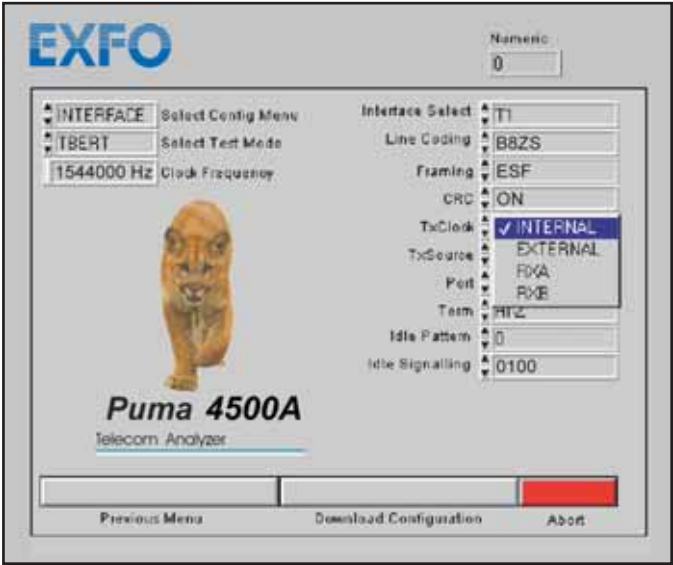 EXFO
Numeric
0
INTERFACE Select Config Menu
TBERT Select Test Mode
1544000 Hz Clock Frequency
Interface Select T1
Line Coding B8ZS
Framing ESF
CRC ON
TxClock ✓ INTERNAL
EXTERNAL
RXA
RXB
TxSource
Port
Term HI-Z
Idle Pattern 0
Idle Signalling 0100
Puma 4500A
Telecom Analyzer
Previous Menu
Download Configuration
Abort